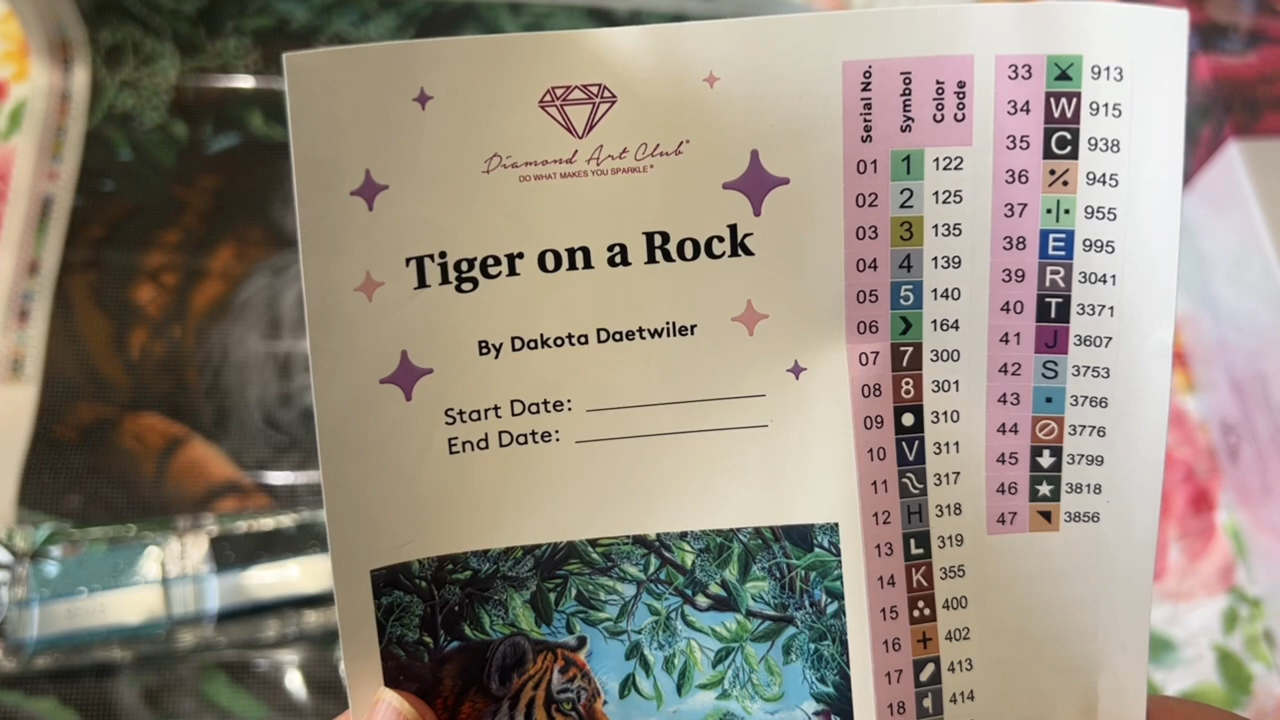 Diamond Art Club®
DO WHAT MAKES YOU SPARKLE®
Tiger on a Rock
By Dakota Daetwiler
Start Date:
End Date:
Serial No. Symbol Color Code
01 1 122
02 2 125
03 3 135
04 4 139
05 5 140
06 164
07 7 300
08 8 301
09 310
10 V 311
11 317
12 H 318
13 L 319
14 K 355
15 400
16 + 402
17 413
18 414
33 913
34 W 915
35 C 938
36 945
37 955
38 E 995
39 R 3041
40 T 3371
41 J 3607
42 S 3753
43 3766
44 3776
45 3799
46 3818
47 3856